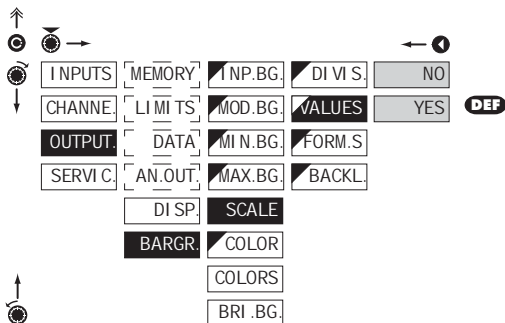 C
INPUTS MEMORY INP.BG. DIVIS. NO
CHANNE. LIMITS MOD.BG. VALUES YES DEF
OUTPUT. DATA MIN.BG. FORM.S
SERVIC. AN.OUT. MAX.BG. BACKL.
DISP. SCALE
BARGR. COLOR
COLORS
BRI.BG.